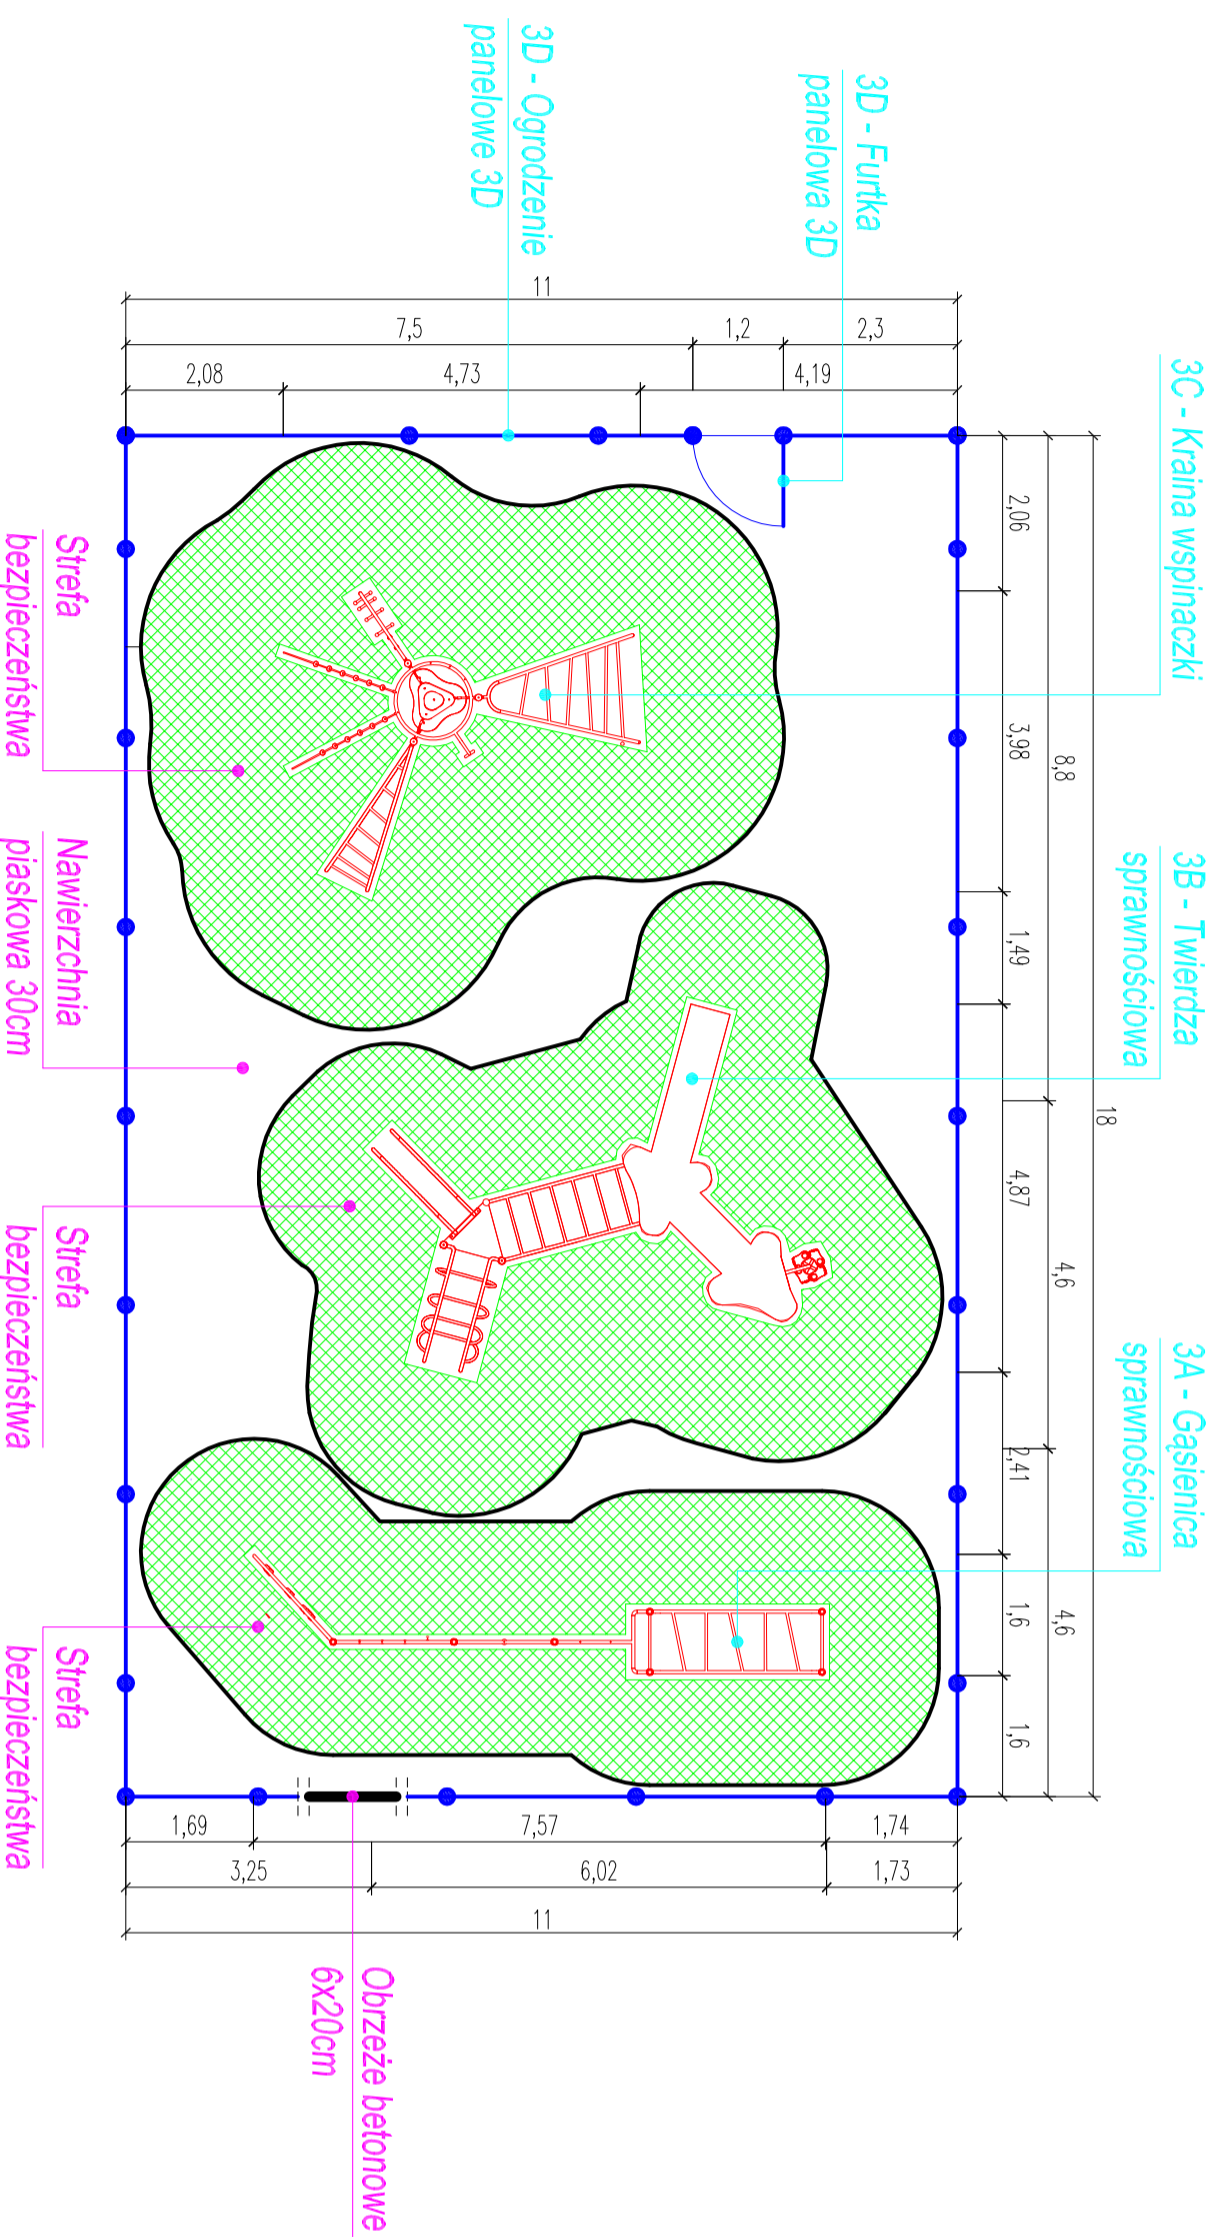 3D - Ogrodzenie
panelowe 3D
3D - Furtka
panelowa 3D
3C - Kraina wspinaczki
3B - Twierdza
sprawnościowa
3A - Gąsienica
sprawnościowa
11
7,5
1,2
2,3
2,08
4,73
4,19
2,06
3,98
1,49
4,87
2,41
1,6
1,6
8,8
4,6
4,6
18
1,69
7,57
1,74
3,25
6,02
1,73
11
Strefa
bezpieczeństwa
Nawierzchnia
piaskowa 30cm
Strefa
bezpieczeństwa
Strefa
bezpieczeństwa
Obrzeże betonowe
6x20cm